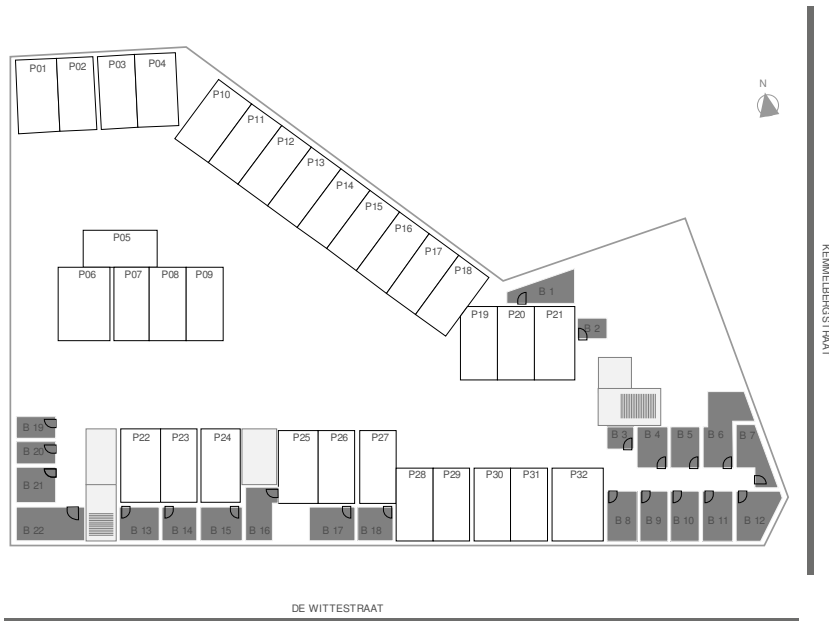 P01
P02
P03
P04
N
P10
P11
P12
P13
P14
P15
P16
P17
P18
P05
P06
P07
P08
P09
B 1
P19
P20
P21
B 2
KEMMELBERGSTRAAT
B 19
B 20
B 21
B 22
P22
P23
P24
P25
P26
P27
B 3
B 4
B 5
B 6
B 7
P28
P29
P30
P31
P32
B 13
B 14
B 15
B 16
B 17
B 18
B 8
B 9
B 10
B 11
B 12
DE WITTESTRAAT